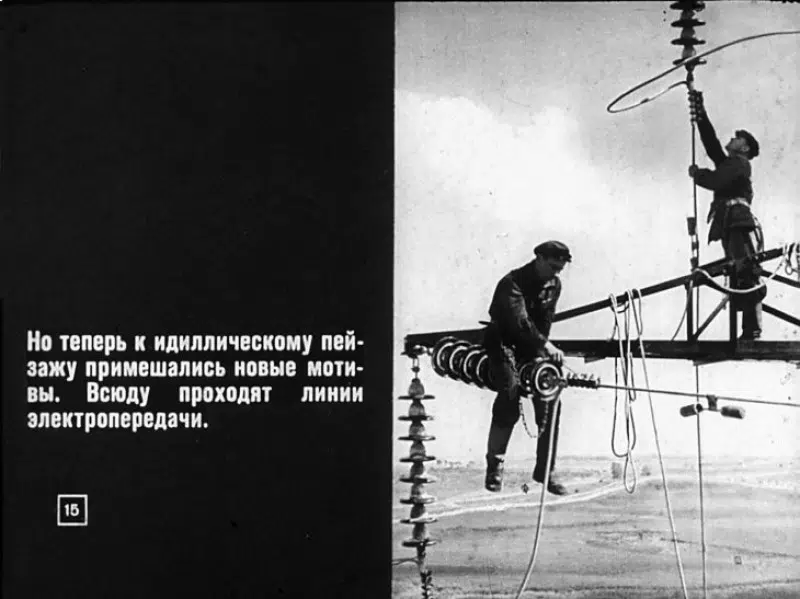 Но теперь к идиллическому пей-
зажу примешались новые моти-
вы. Всюду проходят линии
электропередачи.
15